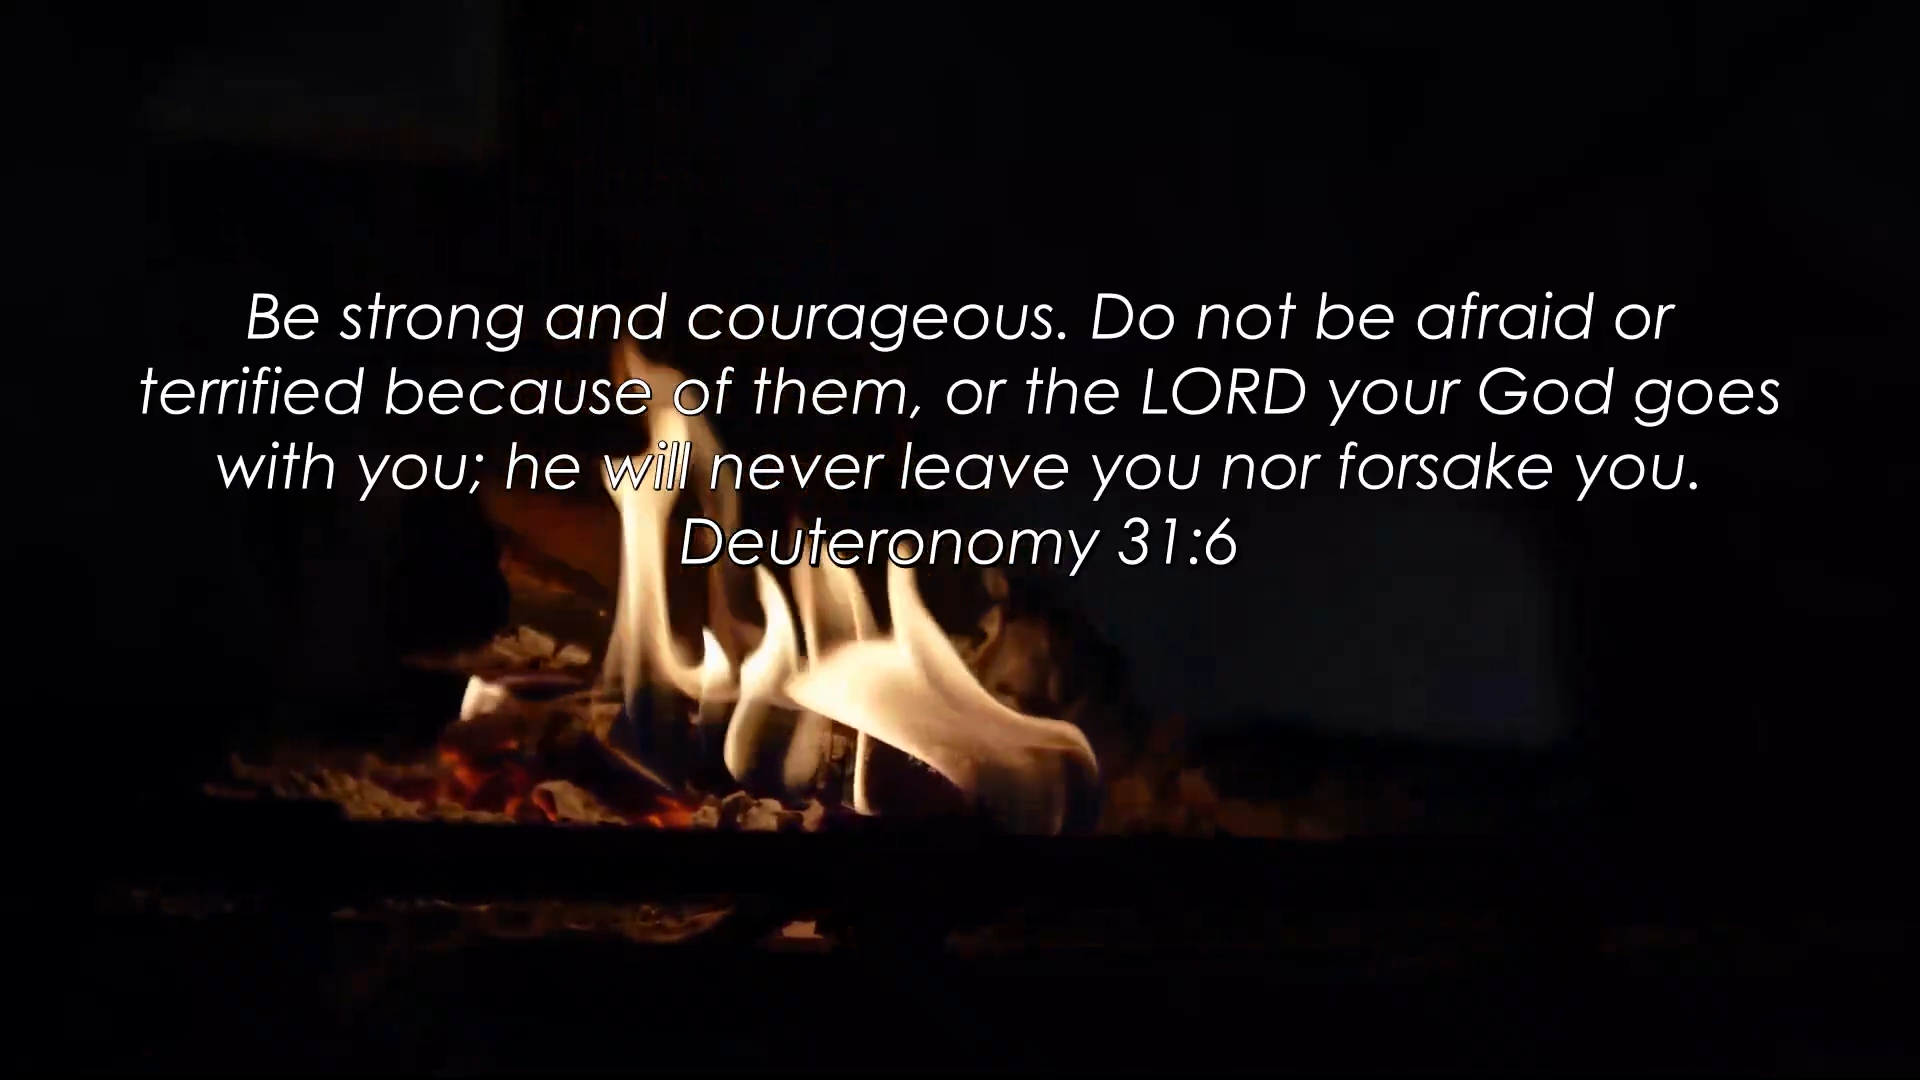 Be strong and courageous. Do not be afraid or
terrified because of them, or the LORD your God goes
with you; he will never leave you nor forsake you.
Deuteronomy 31:6